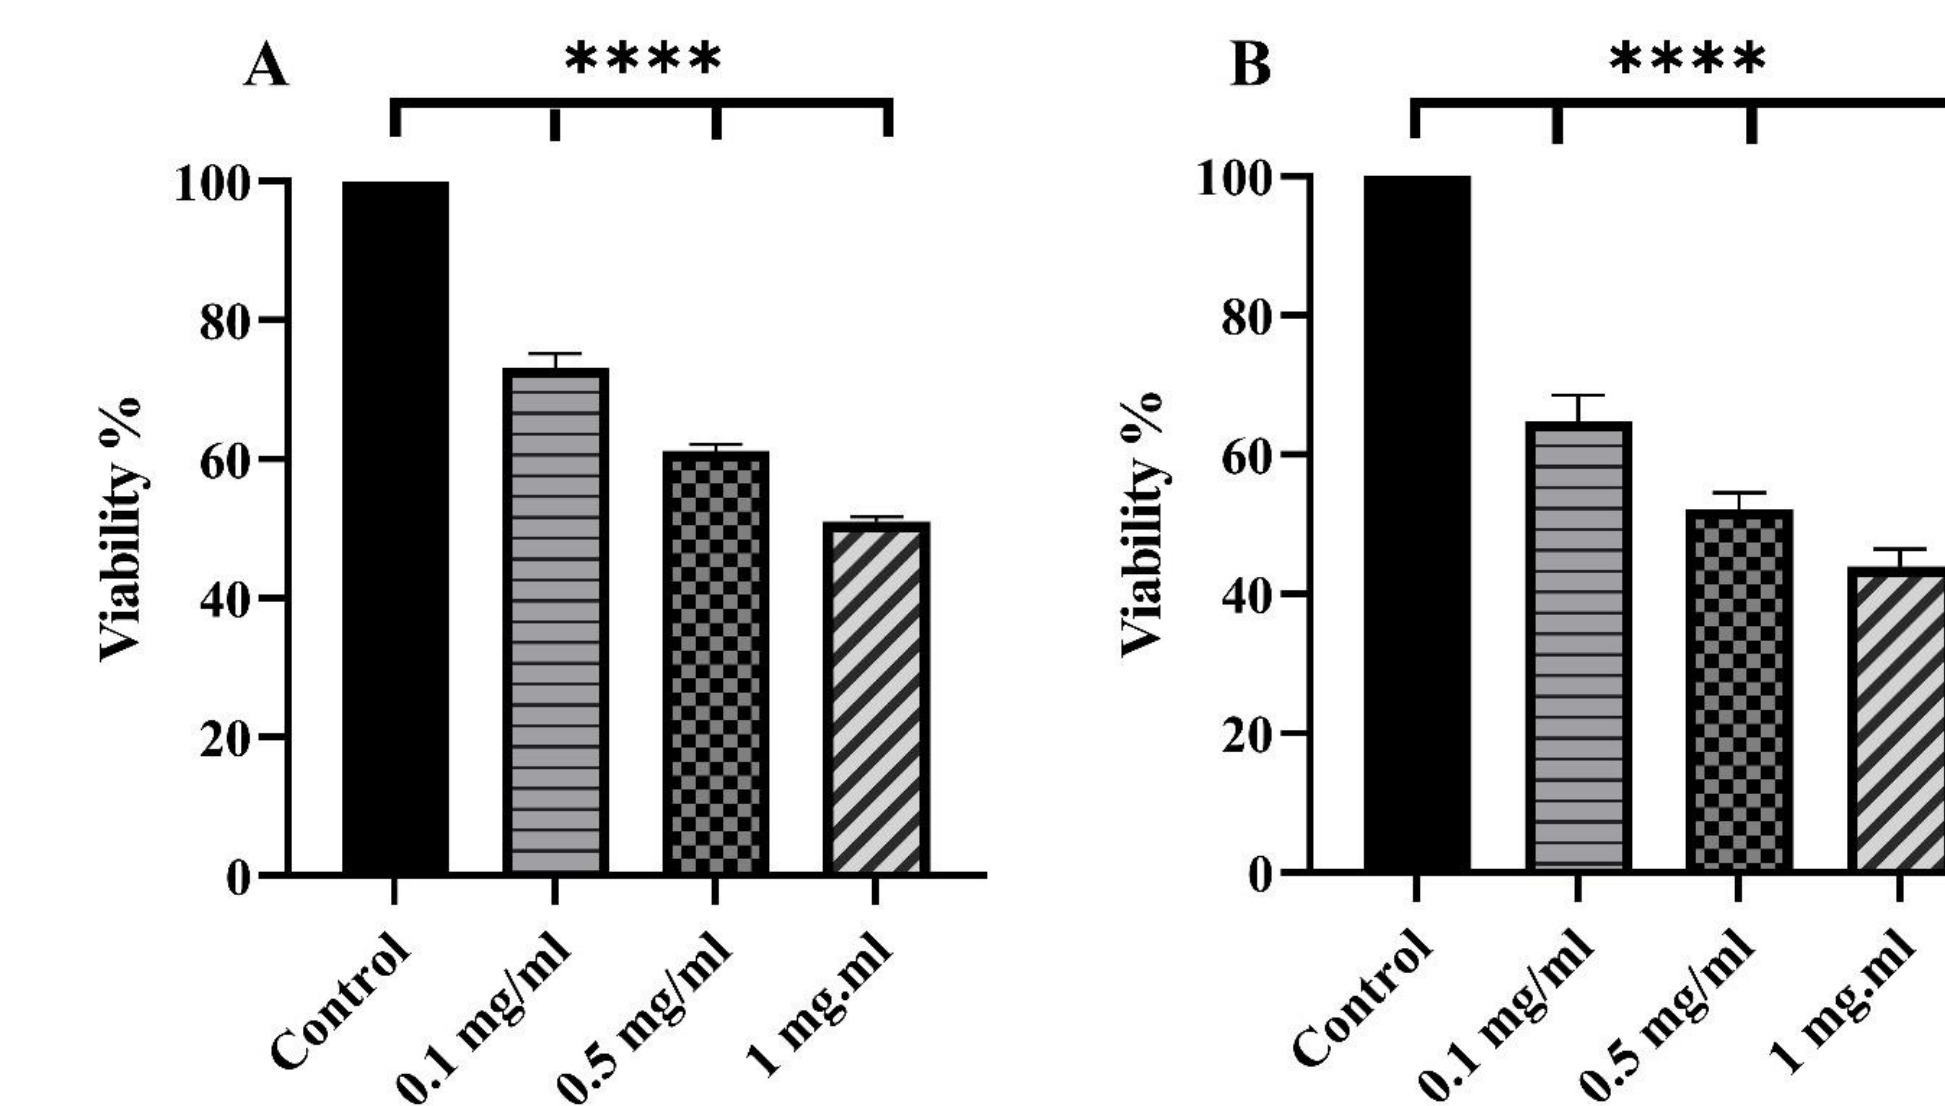 A
****
100
80
60
40
20
0
Viability %
Control
0.1 mg/ml
0.5 mg/ml
1 mg.ml
B
****
100
80
60
40
20
0
Viability %
Control
0.1 mg/ml
0.5 mg/ml
1 mg.ml